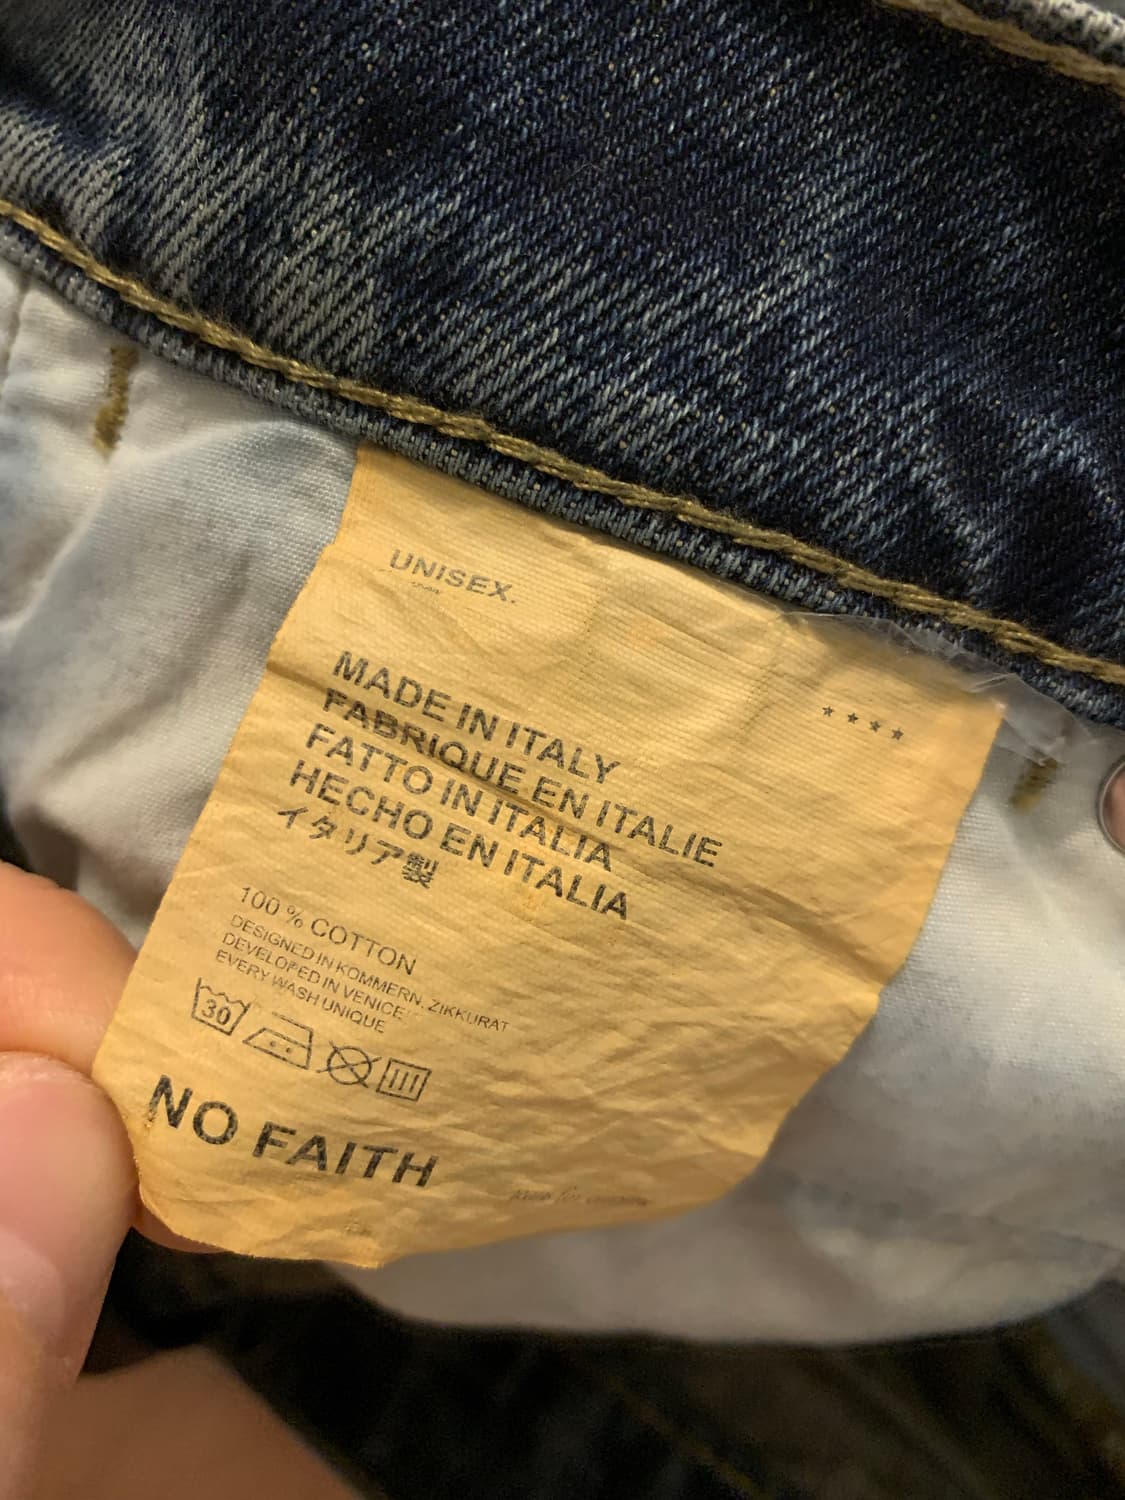 UNISEX.
****
MADE IN ITALY
FABRIQUE EN ITALIE
FATTO IN ITALIA
HECHO EN ITALIA
イタリア製
100 % COTTON
DESIGNED IN KOMMERN. ZIKKURAT
DEVELOPED IN VENICE
EVERY WASH UNIQUE
30
NO FAITH